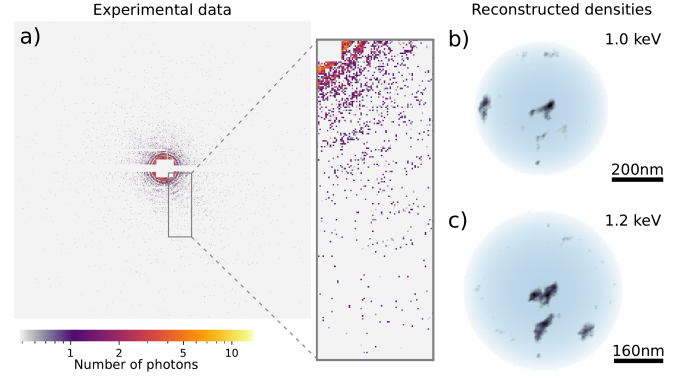 Experimental data
Reconstructed densities
a)
b)
1.0 keV
200nm
c)
1.2 keV
160nm
1 2 5 10
Number of photons